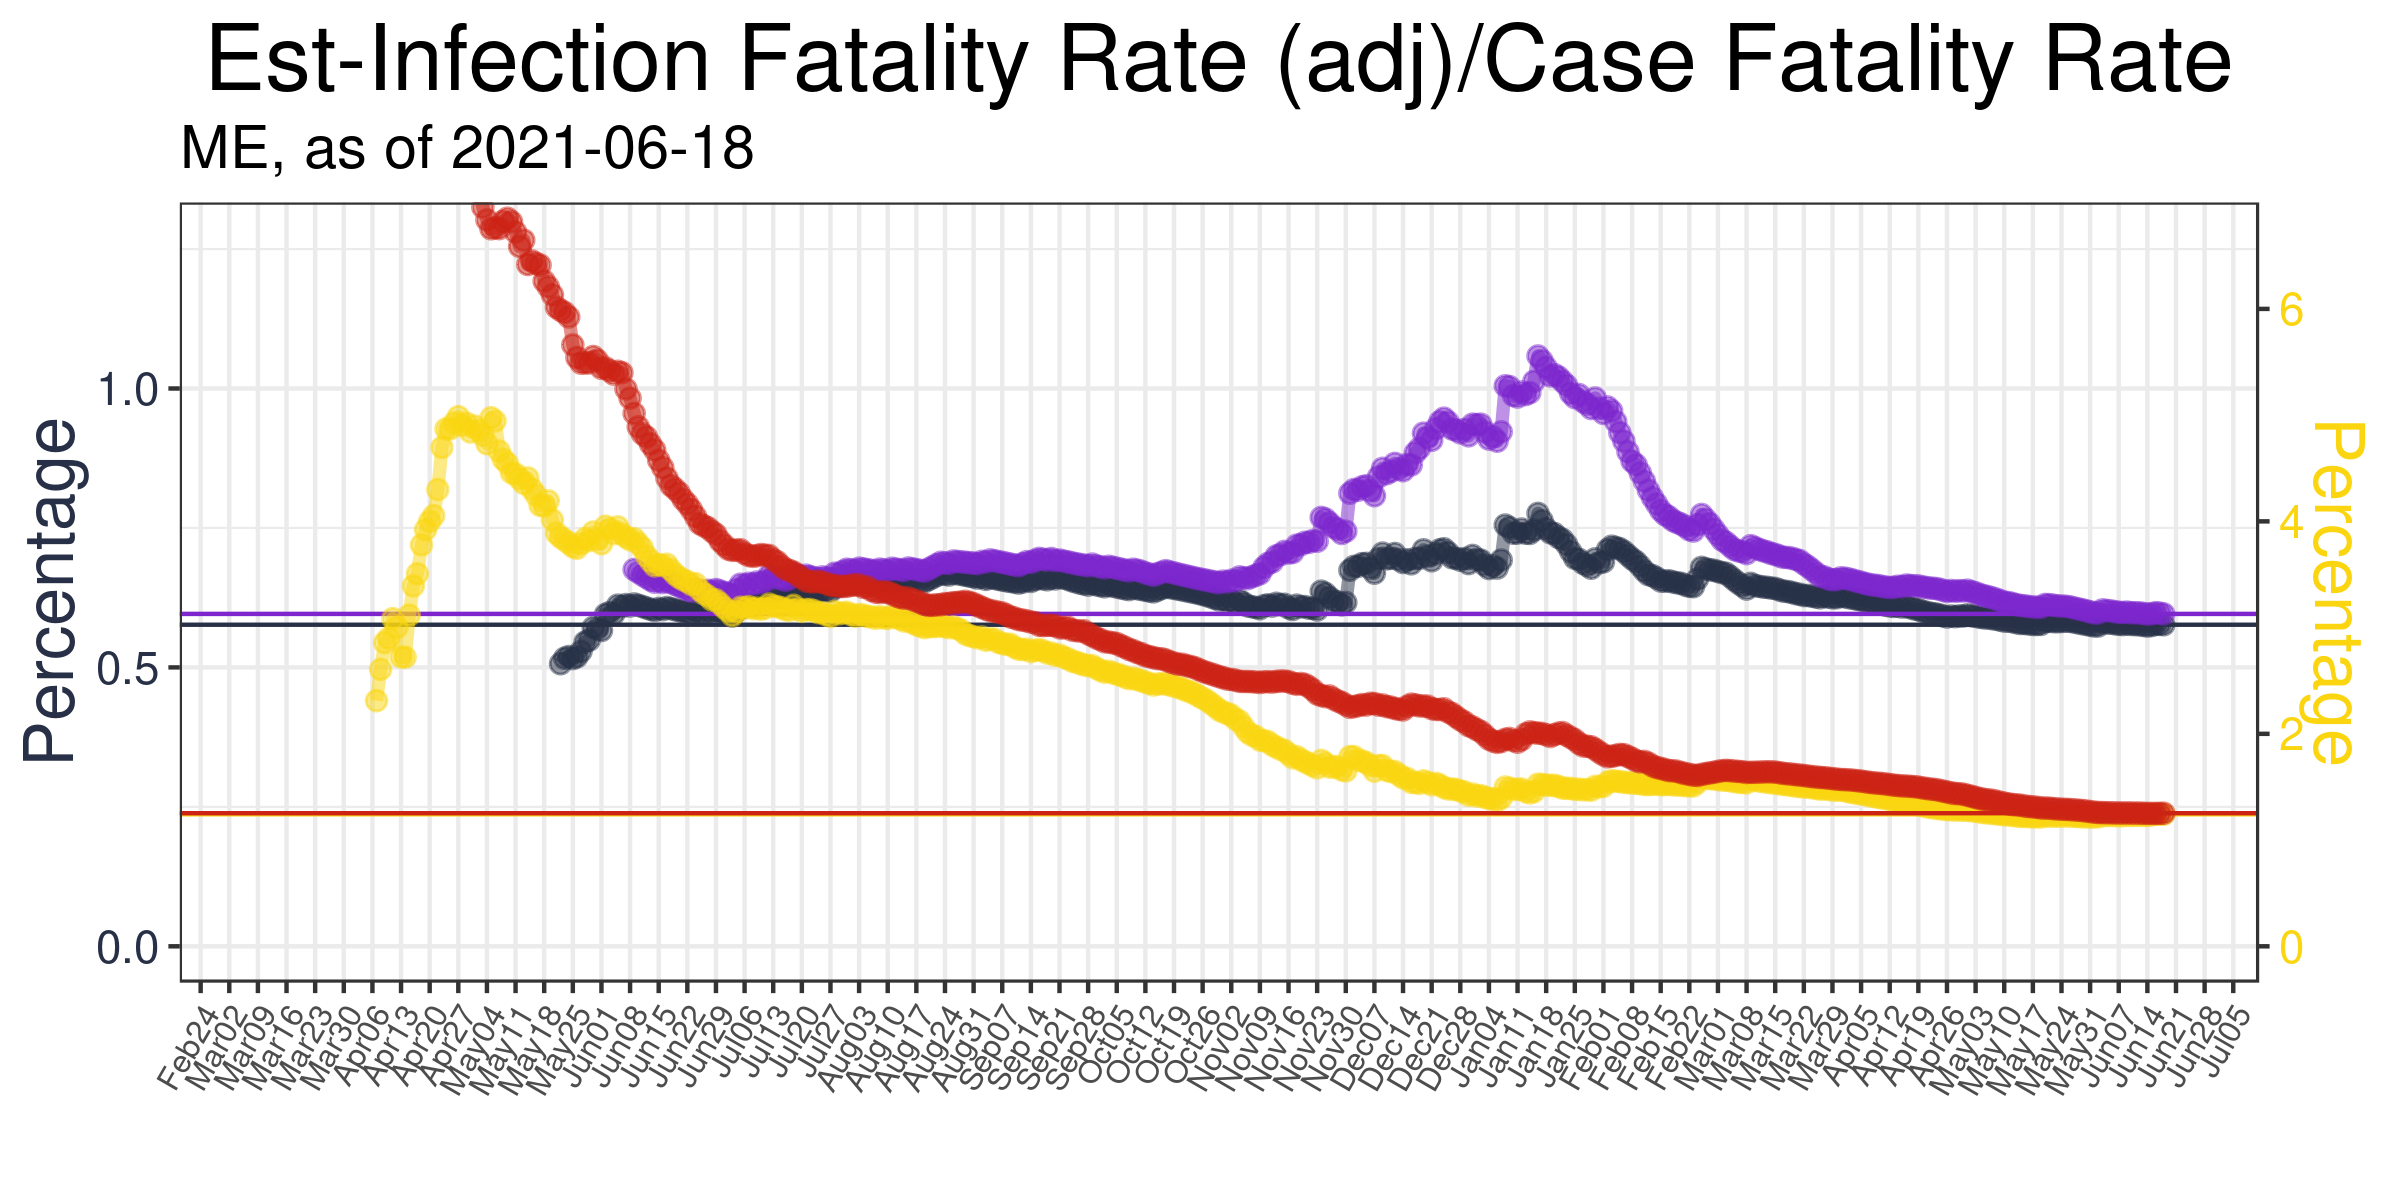 Est-Infection Fatality Rate (adj)/Case Fatality Rate
ME, as of 2021-06-18
Percentage
1.0
0.5
0.0
6
4
2
0
Percentage
Feb24
Mar02
Mar09
Mar16
Mar23
Mar30
Apr06
Apr13
Apr20
Apr27
May04
May11
May18
May25
Jun01
Jun08
Jun15
Jun22
Jun29
Jul06
Jul13
Jul20
Jul27
Aug03
Aug10
Aug17
Aug24
Aug31
Sep07
Sep14
Sep21
Sep28
Oct05
Oct12
Oct19
Oct26
Nov02
Nov09
Nov16
Nov23
Nov30
Dec07
Dec14
Dec21
Dec28
Jan04
Jan11
Jan18
Jan25
Feb01
Feb08
Feb15
Feb22
Mar01
Mar08
Mar15
Mar22
Mar29
Apr05
Apr12
Apr19
Apr26
May03
May10
May17
May24
May31
Jun07
Jun14
Jun21
Jun28
Jul05